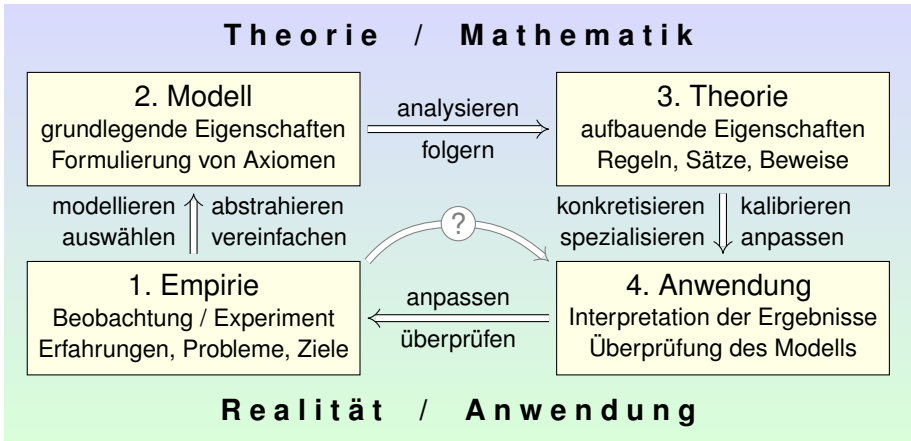 Theorie / Mathematik
2. Modell
grundlegende Eigenschaften
Formulierung von Axiomen
analysieren
folgern
3. Theorie
aufbauende Eigenschaften
Regeln, Sätze, Beweise
modellieren
auswählen
abstrahieren
vereinfachen
?
konkretisieren
spezialisieren
kalibrieren
anpassen
1. Empirie
Beobachtung / Experiment
Erfahrungen, Probleme, Ziele
anpassen
überprüfen
4. Anwendung
Interpretation der Ergebnisse
Überprüfung des Modells
Realität / Anwendung